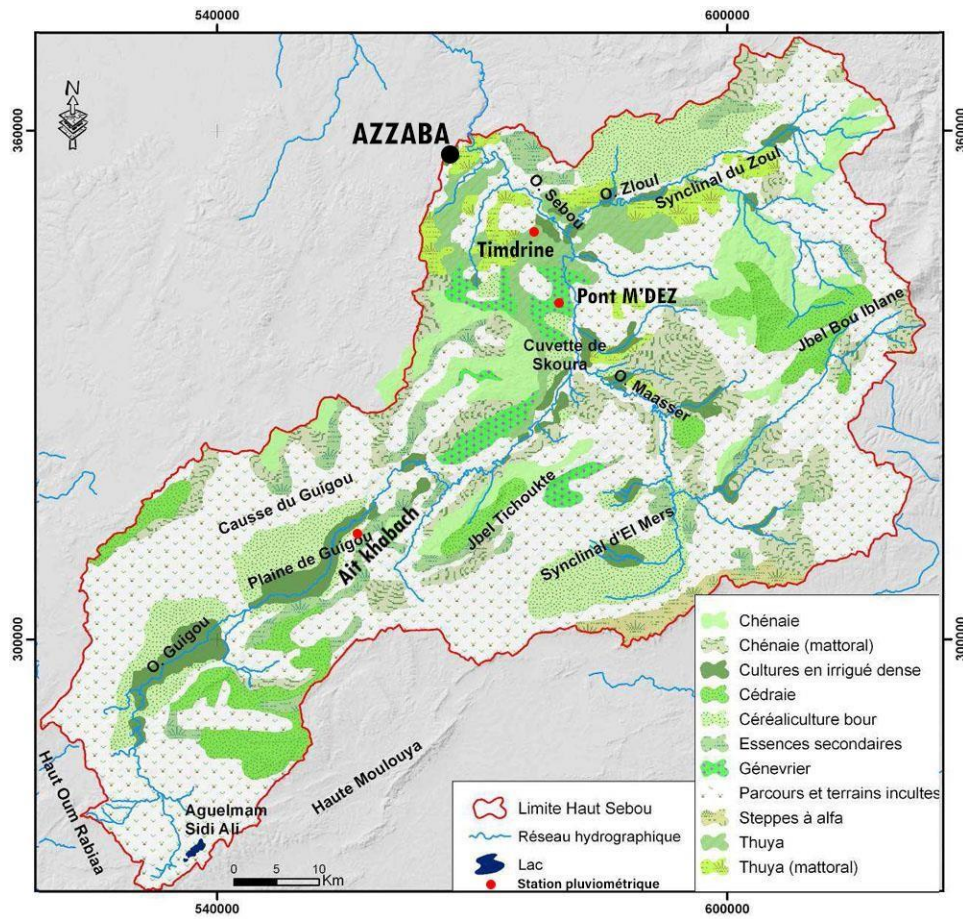 540000
600000
N
360000
360000
AZZABA
O. Zloul
Synclinal du Zoul
O. Sebou
Timdrine
Pont M'DEZ
Jbel Bou Iblane
Cuvette de
Skoura
O. Maasser
Causse du Guigou
Jbel Tichoukte
Plaine de Guigou
Ait khabach
Synclinal d'El Mers
300000
300000
O. Guigou
Haute Moulouya
Haut Oum Rabiaa
Aguelmam
Sidi Ali
0 5 10
Km
Limite Haut Sebou
Réseau hydrographique
Lac
Station pluviométrique
Chénaie
Chénaie (mattoral)
Cultures en irrigué dense
Cédraie
Céréaliculture bour
Essences secondaires
Génevrier
Parcours et terrains incultes
Steppes à alfa
Thuya
Thuya (mattoral)
540000
600000